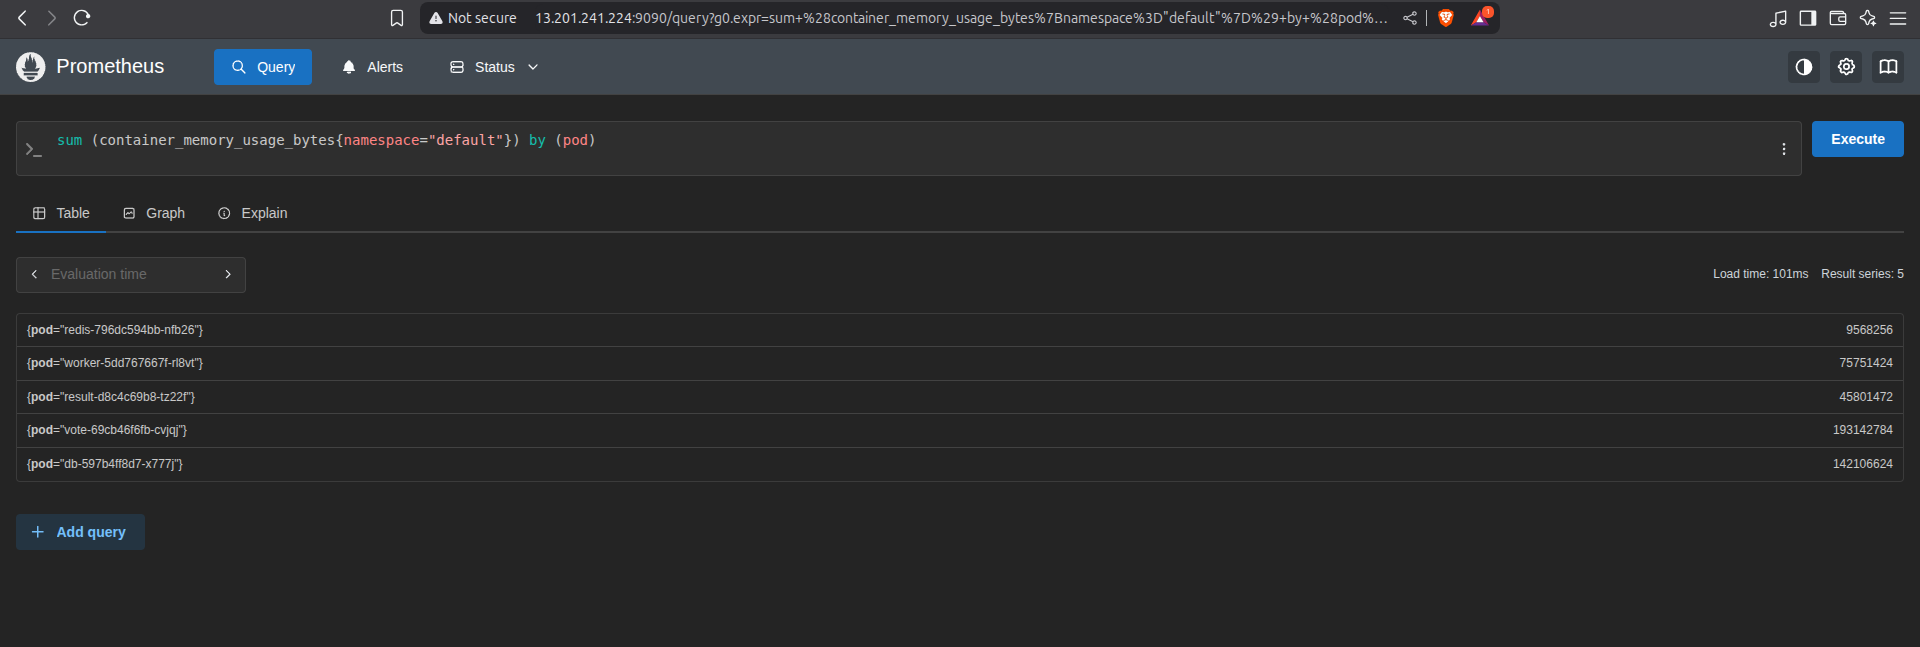 Not secure 13.201.241.224:9090/query?g0.expr=sum+%28container_memory_usage_bytes%7Bnamespace%3D"default"%7D%29+by+%28pod%... 1
Prometheus Query Alerts Status
sum (container_memory_usage_bytes{namespace="default"}) by (pod) Execute
Table Graph Explain
Evaluation time Load time: 101ms Result series: 5
{pod="redis-796dc594bb-nfb26"} 9568256
{pod="worker-5dd767667f-rl8vt"} 75751424
{pod="result-d8c4c69b8-tz22f"} 45801472
{pod="vote-69cb46f6fb-cvjqj"} 193142784
{pod="db-597b4ff8d7-x777j"} 142106624
Add query